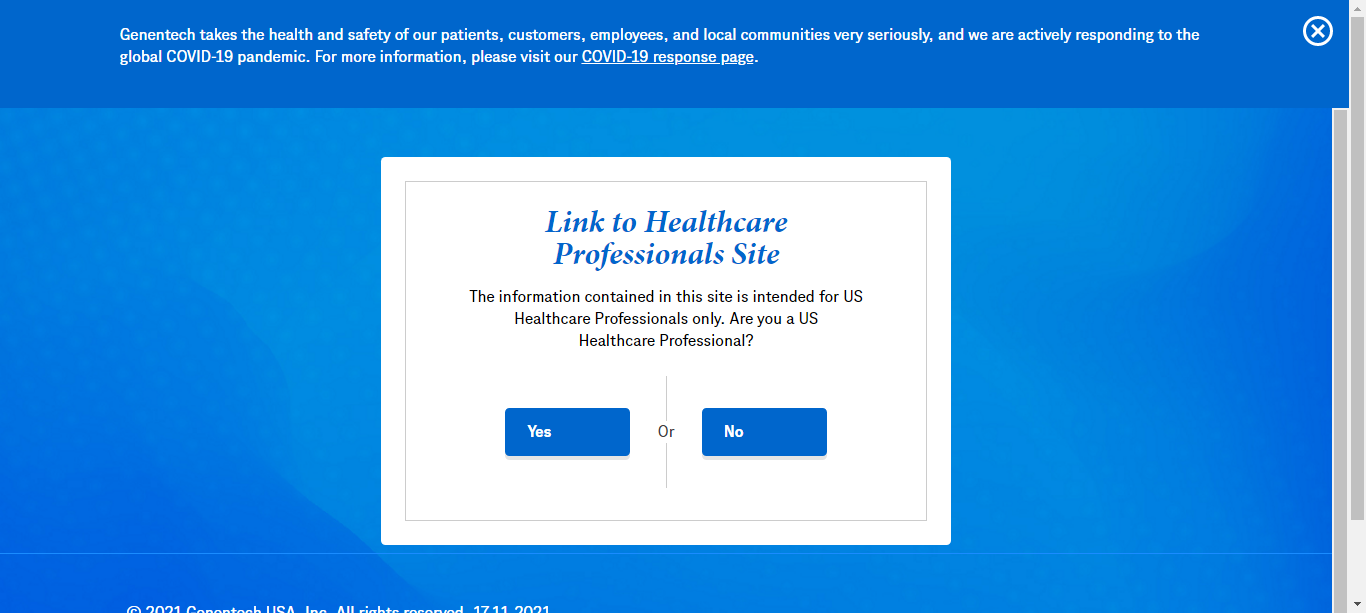 Genentech takes the health and safety of our patients, customers, employees, and local communities very seriously, and we are actively responding to the
global COVID-19 pandemic. For more information, please visit our COVID-19 response page.
Link to Healthcare
Professionals Site
The information contained in this site is intended for US
Healthcare Professionals only. Are you a US
Healthcare Professional?
Yes
Or
No
© 2021 Genentech USA, Inc. All rights reserved. 17.11.2021